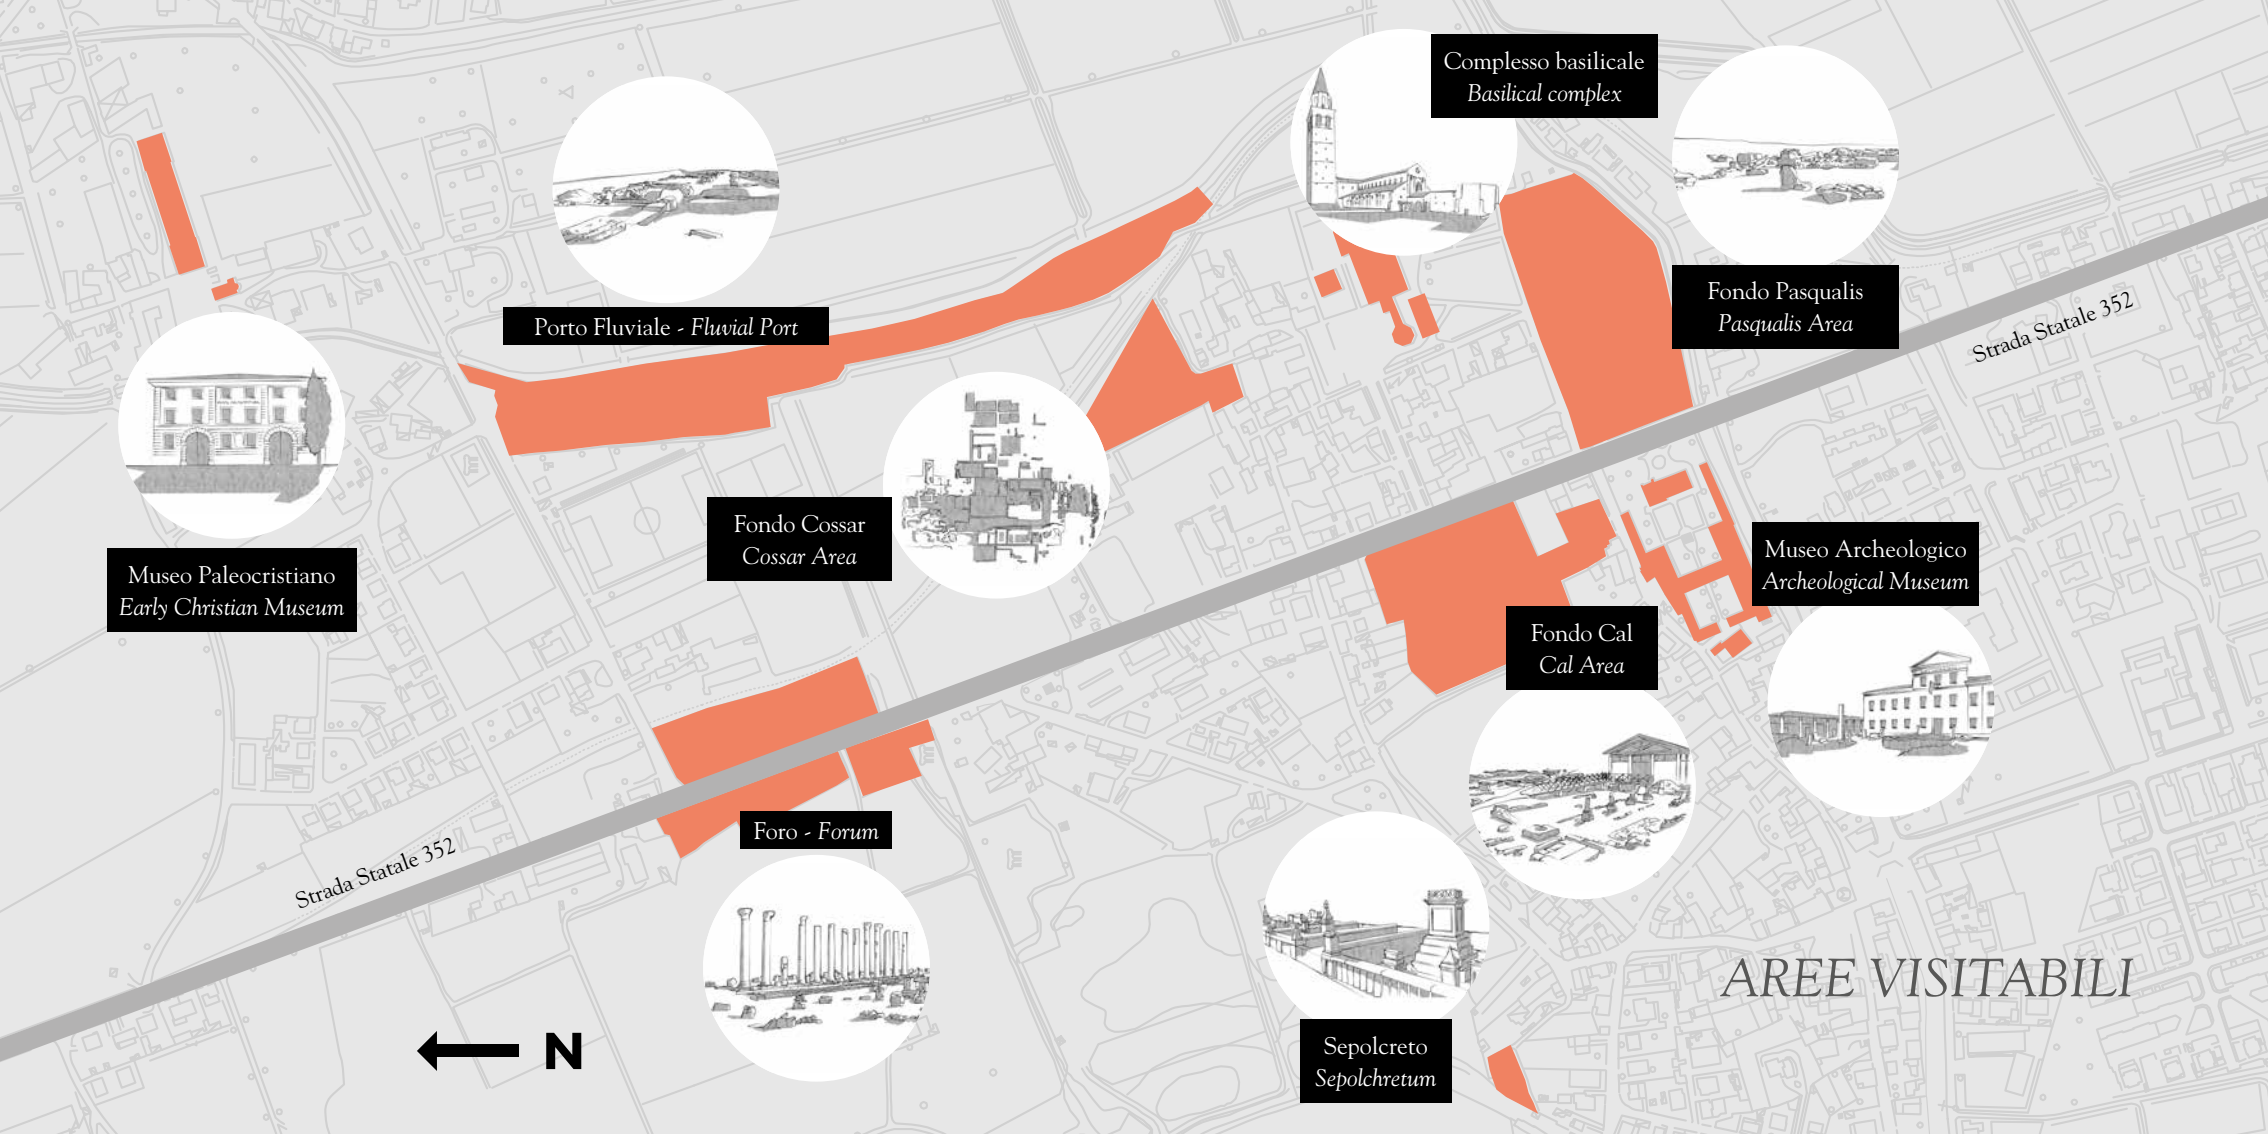 Complesso basilicale
Basilical complex
Fondo Pasqualis
Pasqualis Area
Strada Statale 352
Porto Fluviale - Fluvial Port
Fondo Cossar
Cossar Area
Museo Paleocristiano
Early Christian Museum
Museo Archeologico
Archeological Museum
Fondo Cal
Cal Area
Foro - Forum
Strada Statale 352
AREE VISITABILI
N
Sepolcreto
Sepolchretum